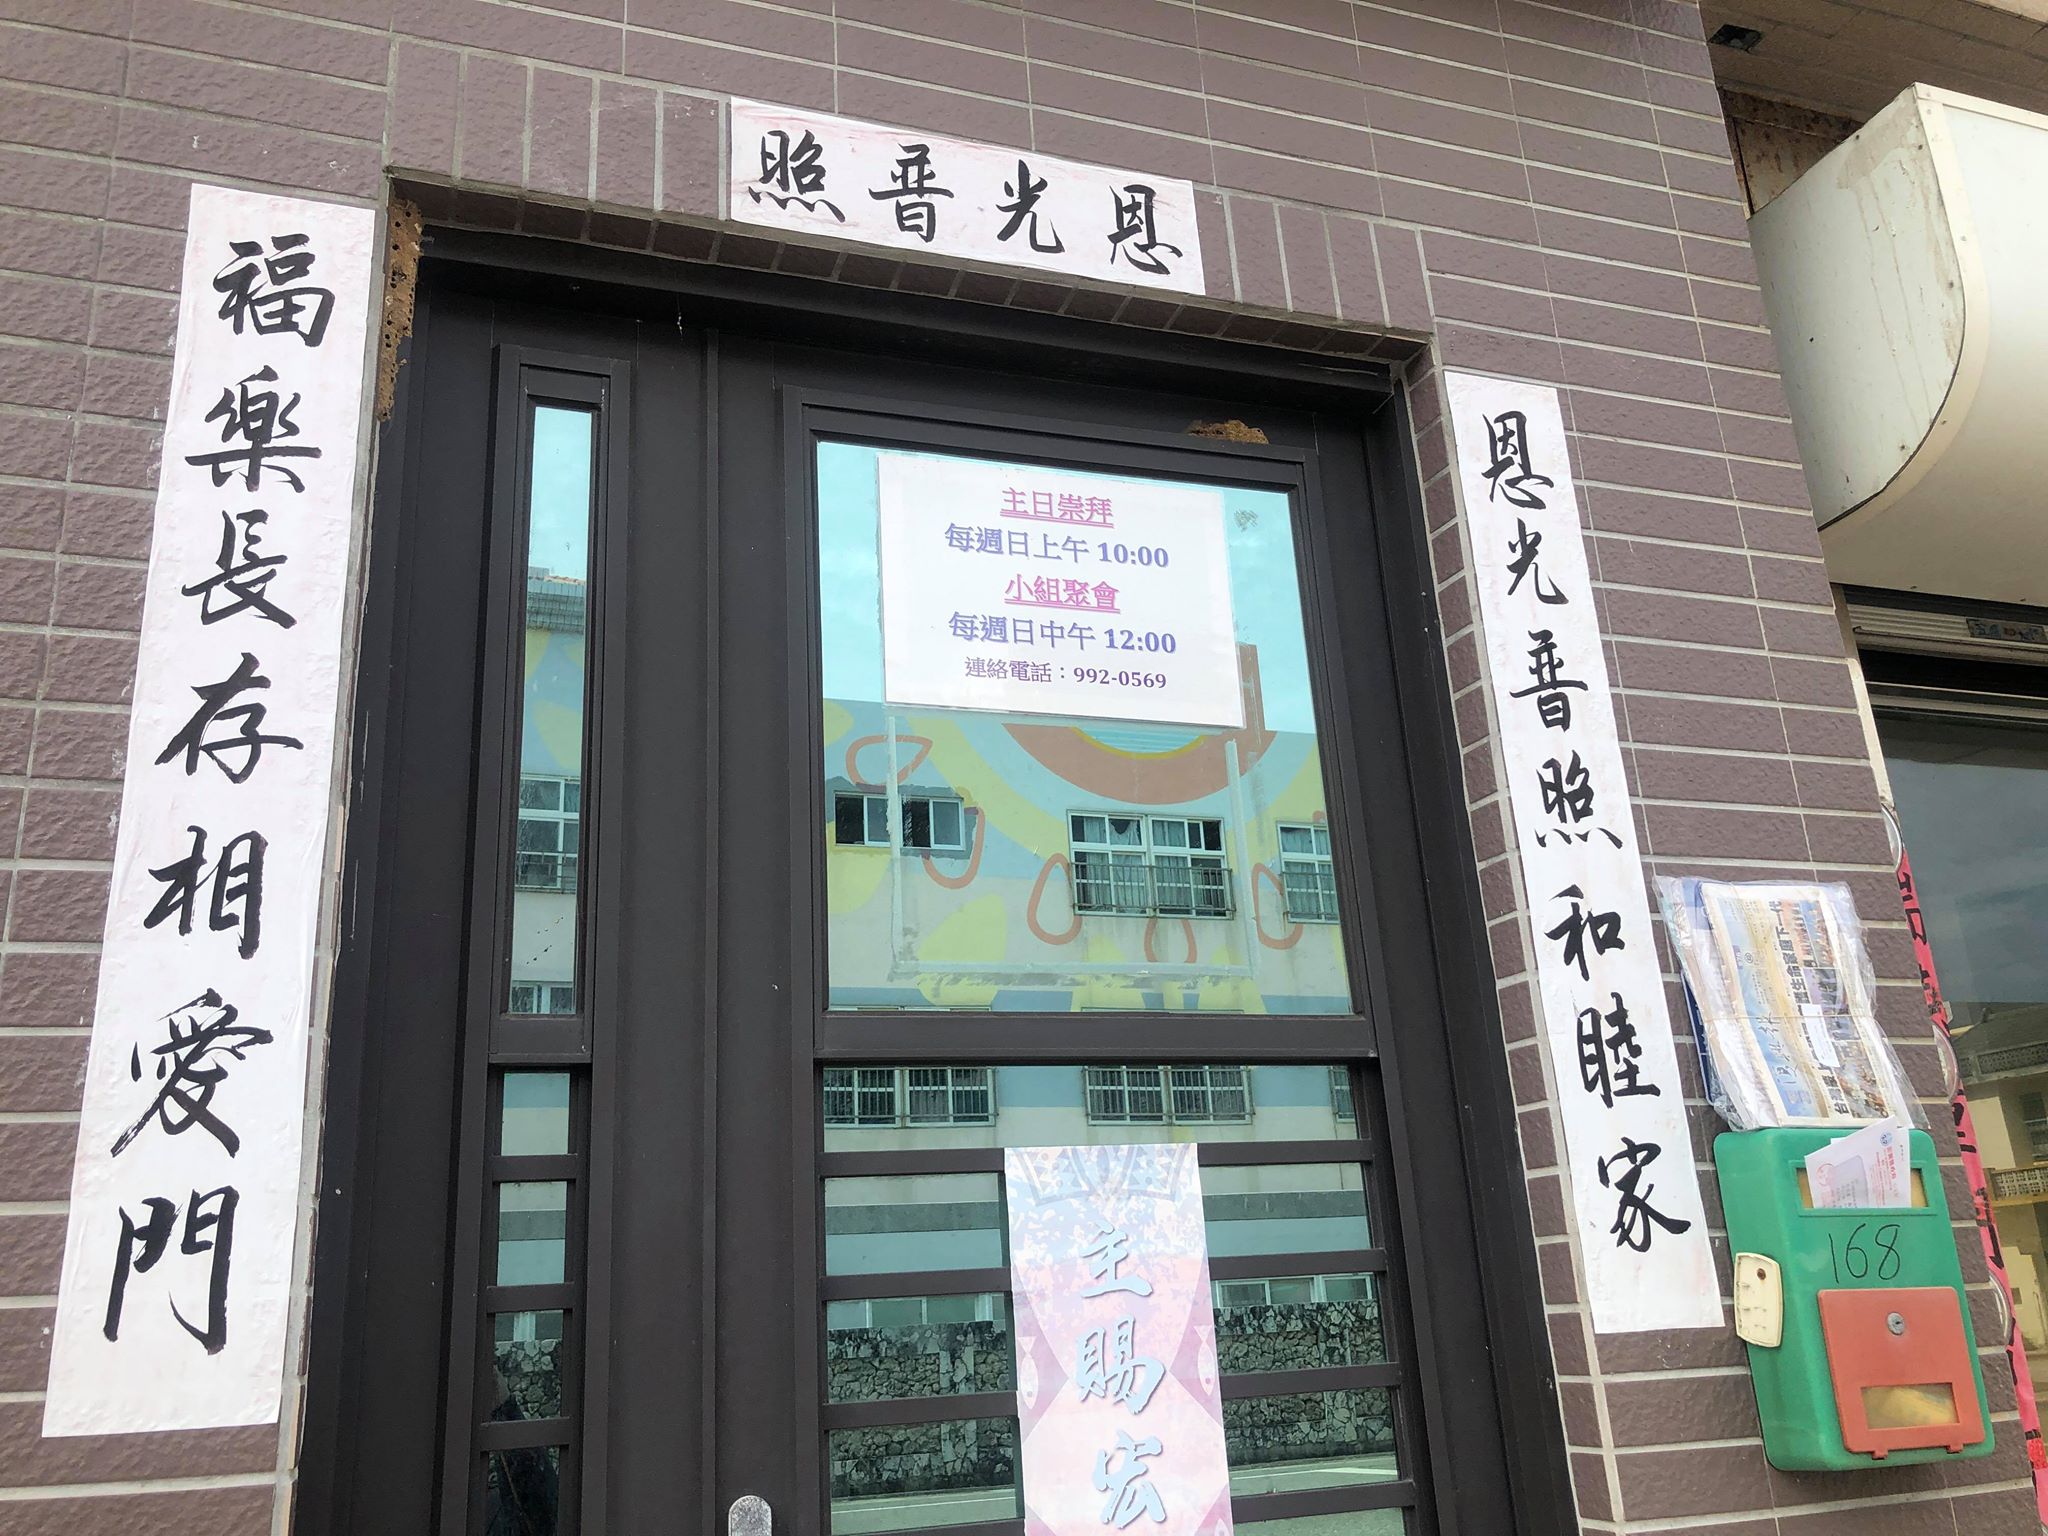 恩光普照
恩光普照和睦家
福樂長存相愛門
主日崇拜
每週日上午 10:00
小組聚會
每週日中午 12:00
連絡電話：992-0569
主賜宏
168